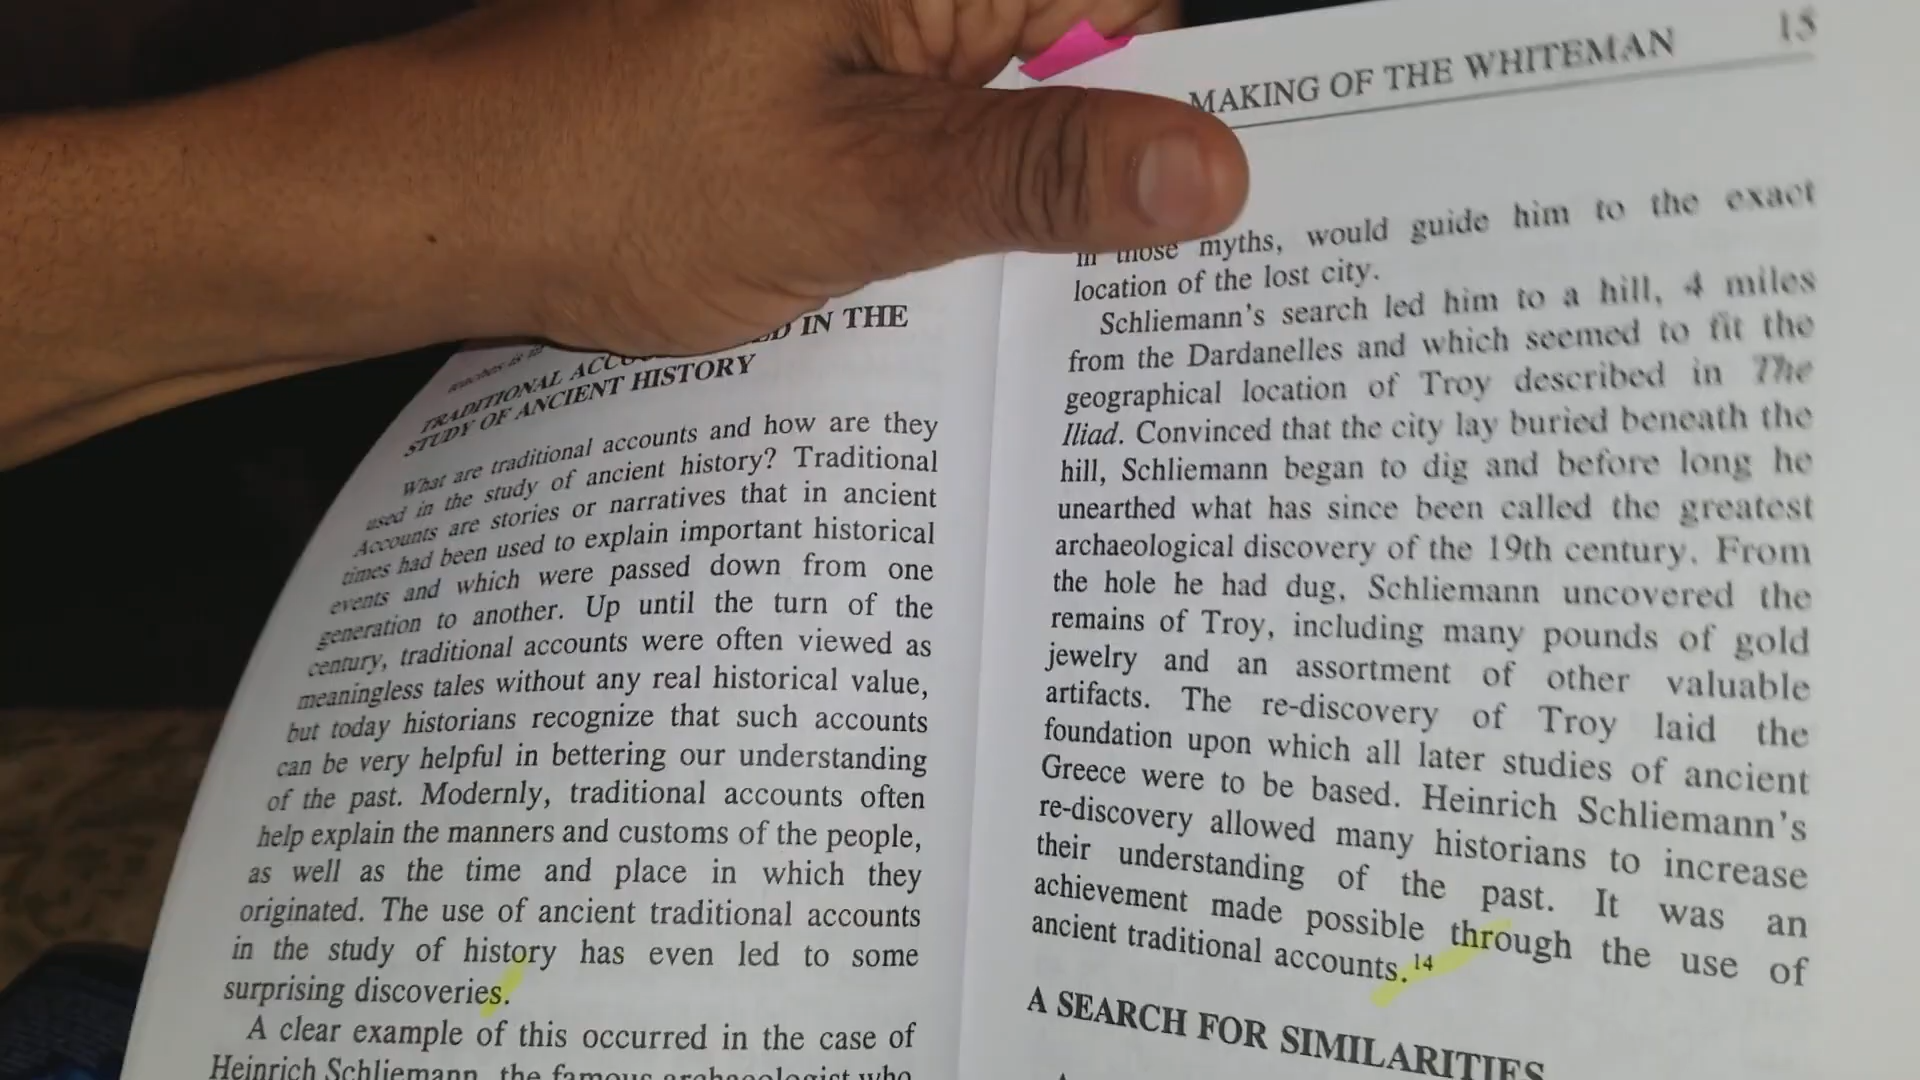 TRADITIONAL IN THE
STUDY OF ANCIENT HISTORY
What are traditional accounts and how are they
used in the study of ancient history? Traditional
Accounts are stories or narratives that in ancient
times had been used to explain important historical
events and which were passed down from one
generation to another. Up until the turn of the
century, traditional accounts were often viewed as
meaningless tales without any real historical value,
but today historians recognize that such accounts
can be very helpful in bettering our understanding
of the past. Modernly, traditional accounts often
help explain the manners and customs of the people,
as well as the time and place in which they
originated. The use of ancient traditional accounts
in the study of history has even led to some
surprising discoveries.
A clear example of this occurred in the case of
Heinrich Schliemann, the famous archaeologist who
MAKING OF THE WHITEMAN 15
in those myths, would guide him to the exact
location of the lost city.
Schliemann's search led him to a hill, 4 miles
from the Dardanelles and which seemed to fit the
geographical location of Troy described in The
Iliad. Convinced that the city lay buried beneath the
hill, Schliemann began to dig and before long he
unearthed what has since been called the greatest
archaeological discovery of the 19th century. From
the hole he had dug, Schliemann uncovered the
remains of Troy, including many pounds of gold
jewelry and an assortment of other valuable
artifacts. The re-discovery of Troy laid the
foundation upon which all later studies of ancient
Greece were to be based. Heinrich Schliemann's
re-discovery allowed many historians to increase
their understanding of the past. It was an
achievement made possible through the use of
ancient traditional accounts.14
A SEARCH FOR SIMILARITIES